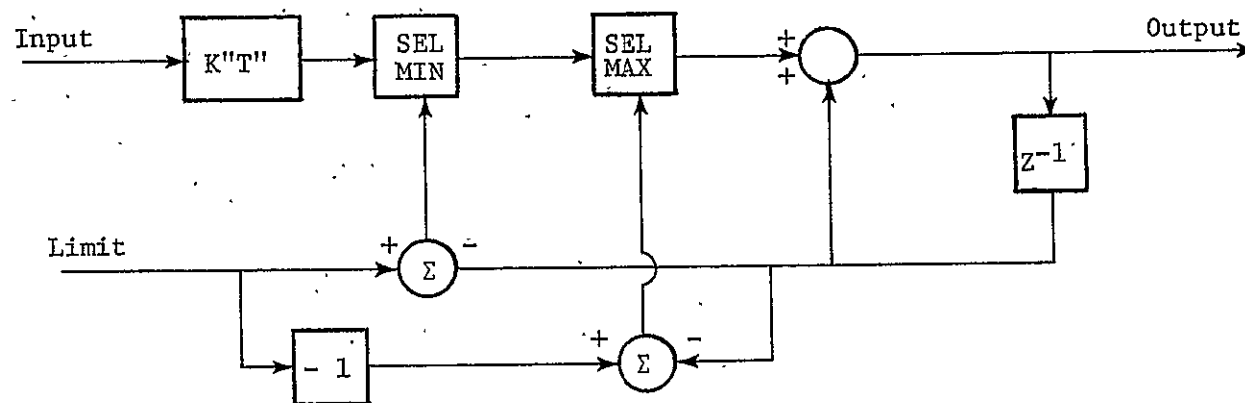 Input
K"T"
SEL
MIN
SEL
MAX
+
+
Output
z-1
Limit
+
-
Σ
- 1
+
-
Σ